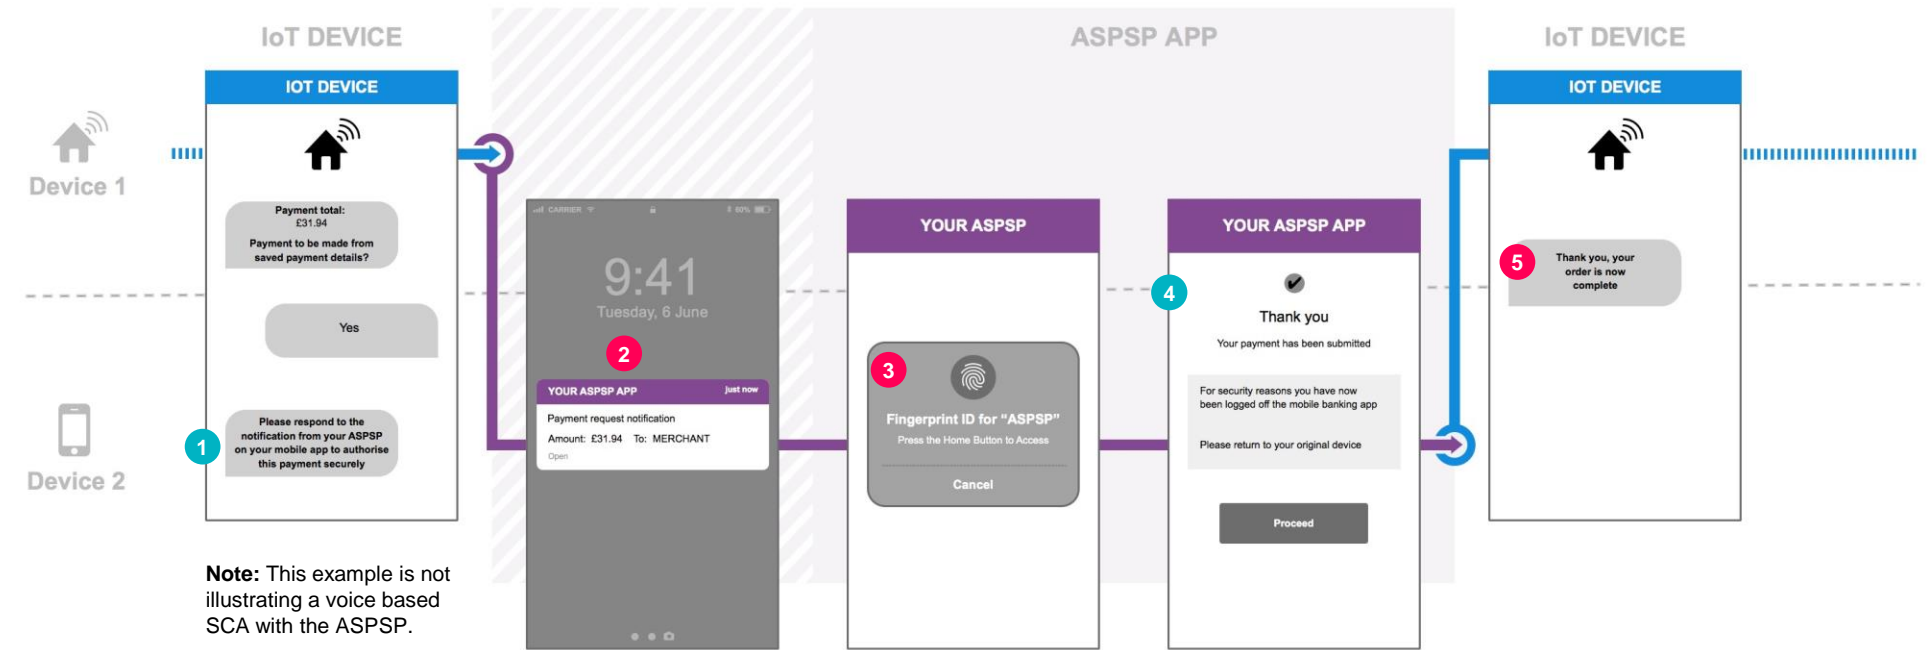 IoT DEVICE
ASPSP APP
IoT DEVICE
Device 1
Device 2
IOT DEVICE
Payment total:
£31.94
Payment to be made from
saved payment details?
Yes
1
Please respond to the
notification from your ASPSP
on your mobile app to authorise
this payment securely
Note: This example is not
illustrating a voice based
SCA with the ASPSP.
CARRIER
60%
9:41
Tuesday, 6 June
2
YOUR ASPSP APP just now
Payment request notification
Amount: £31.94 To: MERCHANT
Open
YOUR ASPSP
3
Fingerprint ID for “ASPSP”
Press the Home Button to Access
Cancel
YOUR ASPSP APP
4
Thank you
Your payment has been submitted
For security reasons you have now
been logged off the mobile banking app
Please return to your original device
Proceed
IOT DEVICE
5
Thank you, your
order is now
complete